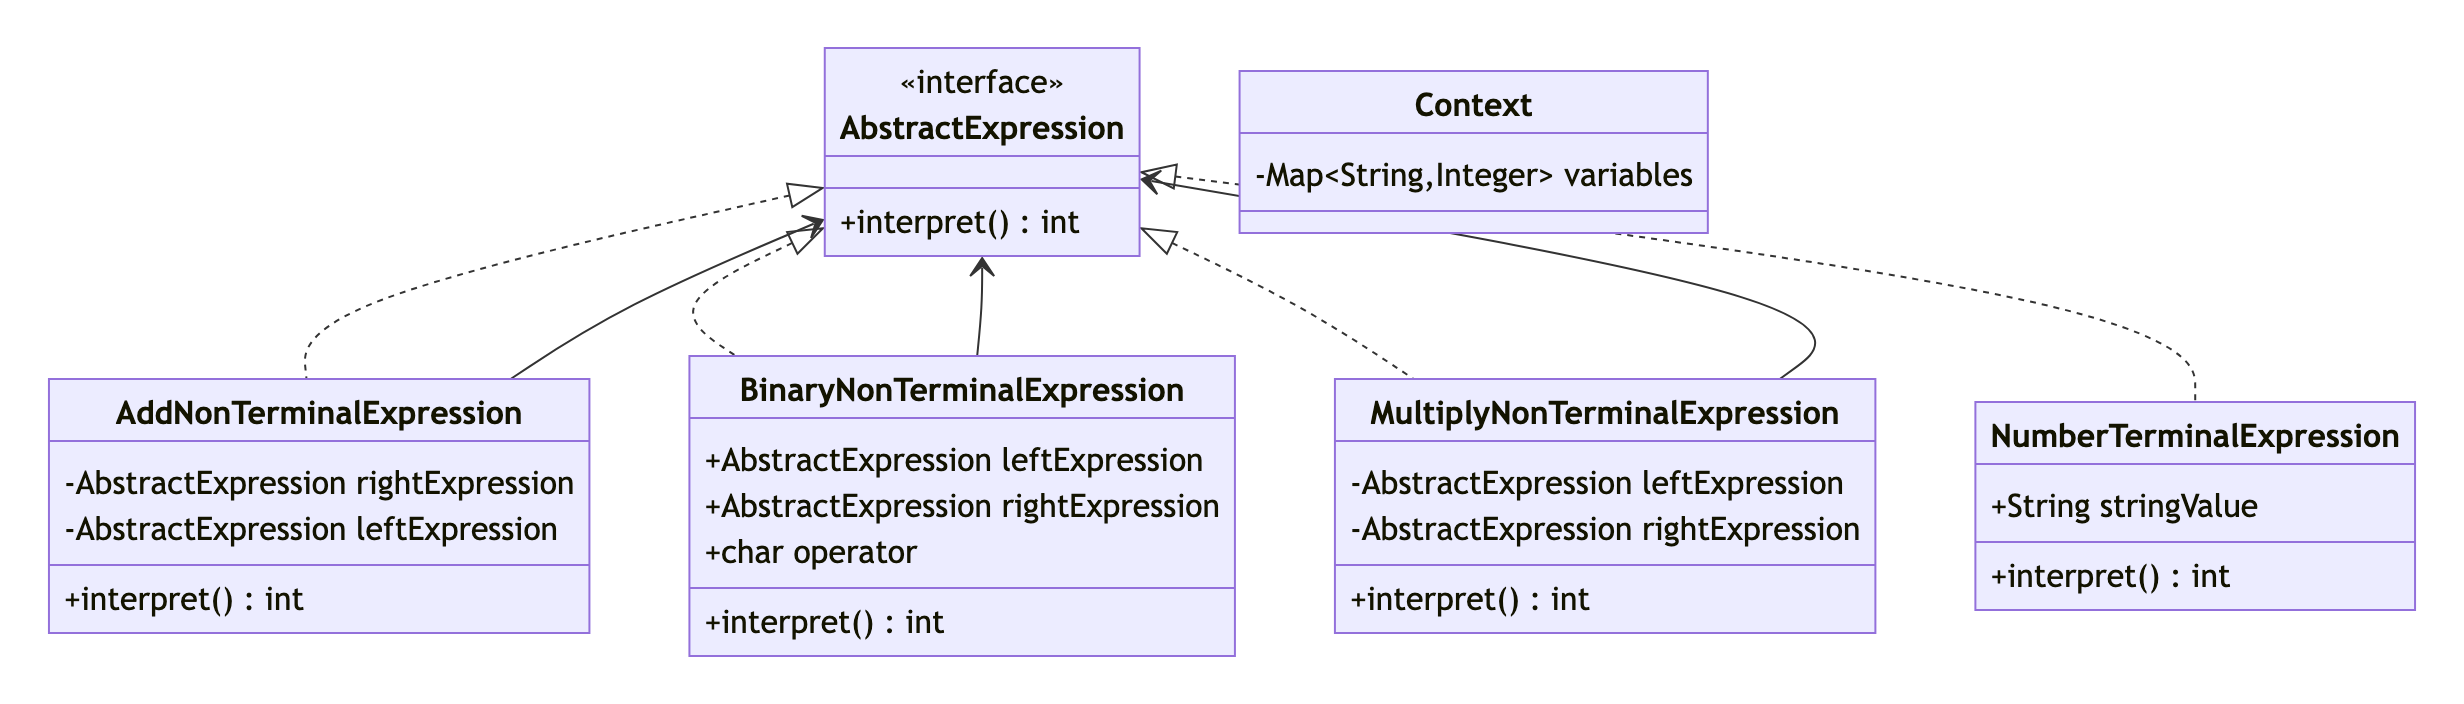 «interface»
AbstractExpression
+interpret() : int
Context
-Map<String,Integer> variables
AddNonTerminalExpression
-AbstractExpression rightExpression
-AbstractExpression leftExpression
+interpret() : int
BinaryNonTerminalExpression
+AbstractExpression leftExpression
+AbstractExpression rightExpression
+char operator
+interpret() : int
MultiplyNonTerminalExpression
-AbstractExpression leftExpression
-AbstractExpression rightExpression
+interpret() : int
NumberTerminalExpression
+String stringValue
+interpret() : int